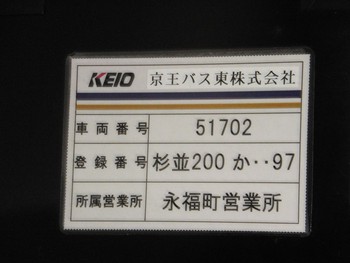 KEIO 京王バス東株式会社
車両番号 51702
登録番号 杉並200か・・97
所属営業所 永福町営業所